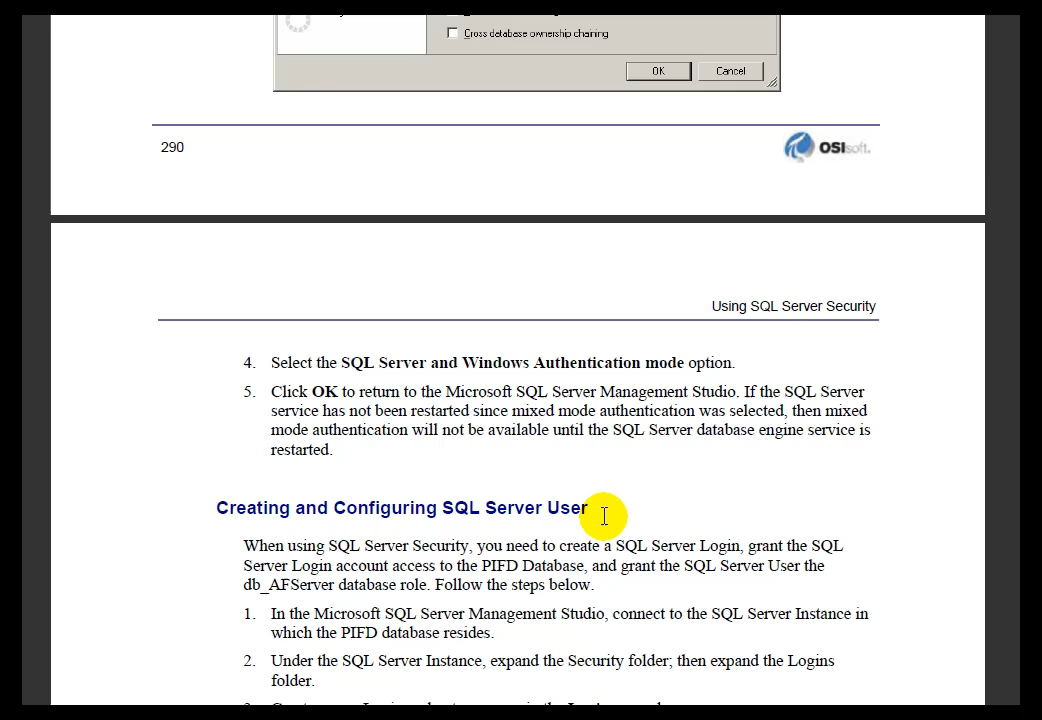 Cross database ownership chaining
OK Cancel
290
OSIsoft.
Using SQL Server Security
4. Select the SQL Server and Windows Authentication mode option.
5. Click OK to return to the Microsoft SQL Server Management Studio. If the SQL Server
service has not been restarted since mixed mode authentication was selected, then mixed
mode authentication will not be available until the SQL Server database engine service is
restarted.
Creating and Configuring SQL Server User
When using SQL Server Security, you need to create a SQL Server Login, grant the SQL
Server Login account access to the PIFD Database, and grant the SQL Server User the
db_AFServer database role. Follow the steps below.
1. In the Microsoft SQL Server Management Studio, connect to the SQL Server Instance in
which the PIFD database resides.
2. Under the SQL Server Instance, expand the Security folder; then expand the Logins
folder.